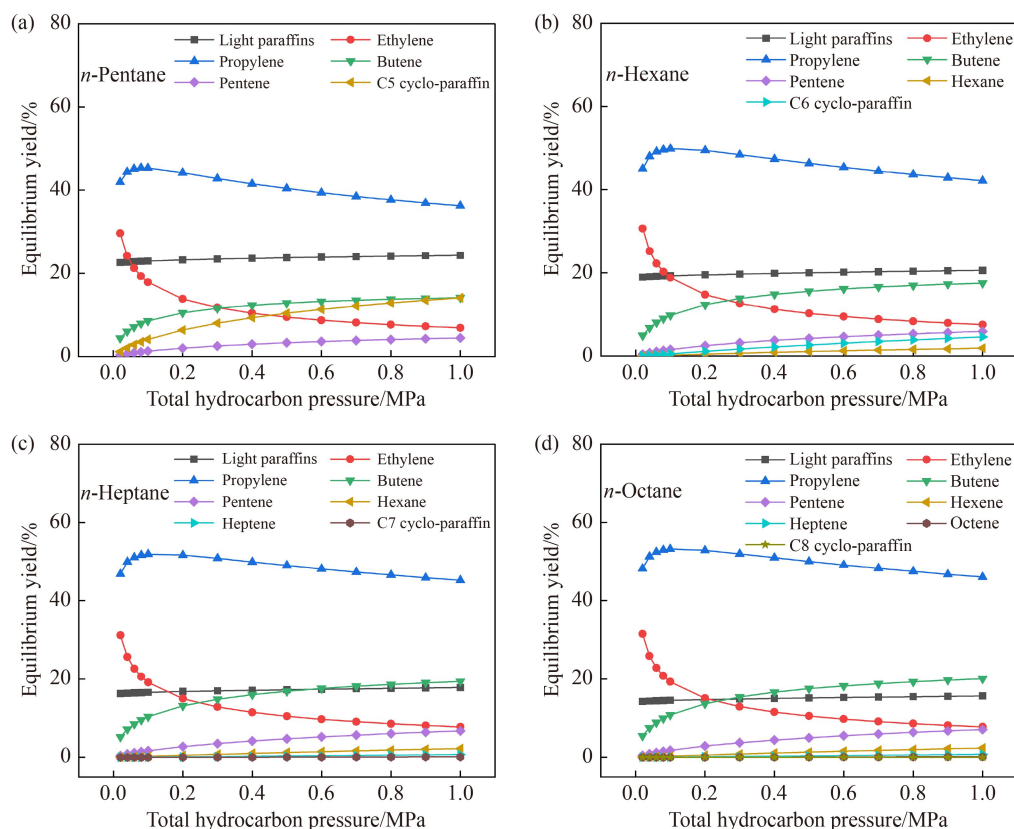 (a)
80
60
40
20
0
Equilibrium yield/%
n-Pentane
Light paraffins
Ethylene
Propylene
Butene
Pentene
C5 cyclo-paraffin
0.0 0.2 0.4 0.6 0.8 1.0
Total hydrocarbon pressure/MPa
(b)
80
60
40
20
0
Equilibrium yield/%
n-Hexane
Light paraffins
Ethylene
Propylene
Butene
Pentene
Hexane
C6 cyclo-paraffin
0.0 0.2 0.4 0.6 0.8 1.0
Total hydrocarbon pressure/MPa
(c)
80
60
40
20
0
Equilibrium yield/%
n-Heptane
Light paraffins
Ethylene
Propylene
Butene
Pentene
Hexane
Heptene
C7 cyclo-paraffin
0.0 0.2 0.4 0.6 0.8 1.0
Total hydrocarbon pressure/MPa
(d)
80
60
40
20
0
Equilibrium yield/%
n-Octane
Light paraffins
Ethylene
Propylene
Butene
Pentene
Hexene
Heptene
Octene
C8 cyclo-paraffin
0.0 0.2 0.4 0.6 0.8 1.0
Total hydrocarbon pressure/MPa